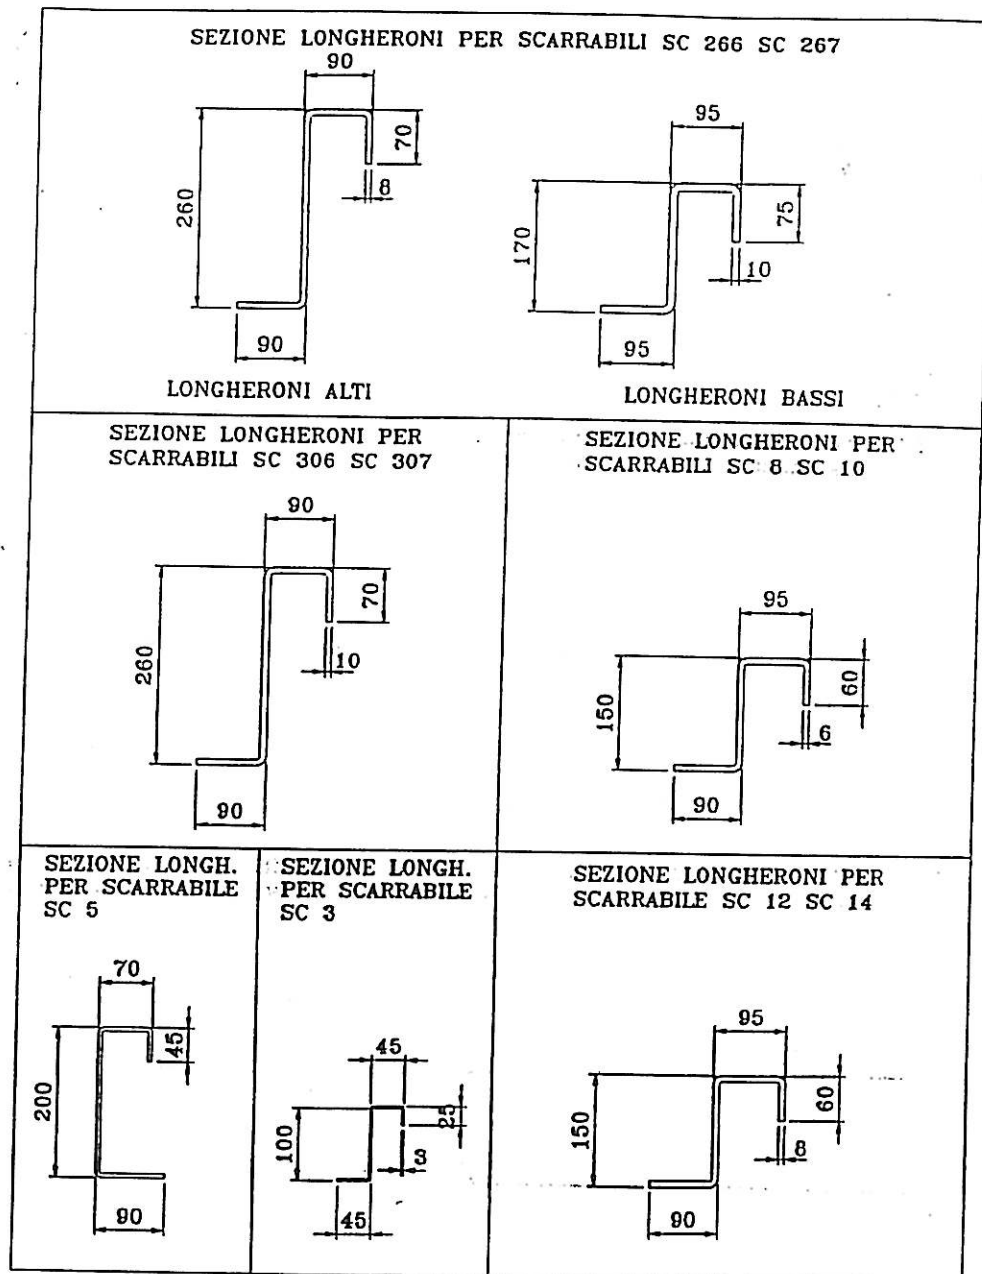 SEZIONE LONGHERONI PER SCARRABILI SC 266 SC 267
90
95
70
8
260
75
170
10
90
95
LONGHERONI ALTI
LONGHERONI BASSI
SEZIONE LONGHERONI PER
SCARRABILI SC 306 SC 307
90
70
260
10
90
SEZIONE LONGHERONI PER
SCARRABILI SC 8 SC 10
95
60
150
6
90
SEZIONE LONGH.
PER SCARRABILE
SC 5
70
45
200
90
SEZIONE LONGH.
PER SCARRABILE
SC 3
45
25
100
3
45
SEZIONE LONGHERONI PER
SCARRABILE SC 12 SC 14
95
60
150
8
90